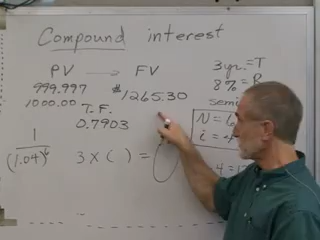 Compound interest
PV → FV
999.997
1000.00
$1265.30
T.F.
0.7903
1
(1.04)
3 X ( ) = 
3 yr. = T
8% = R
semi
N =
i = 4